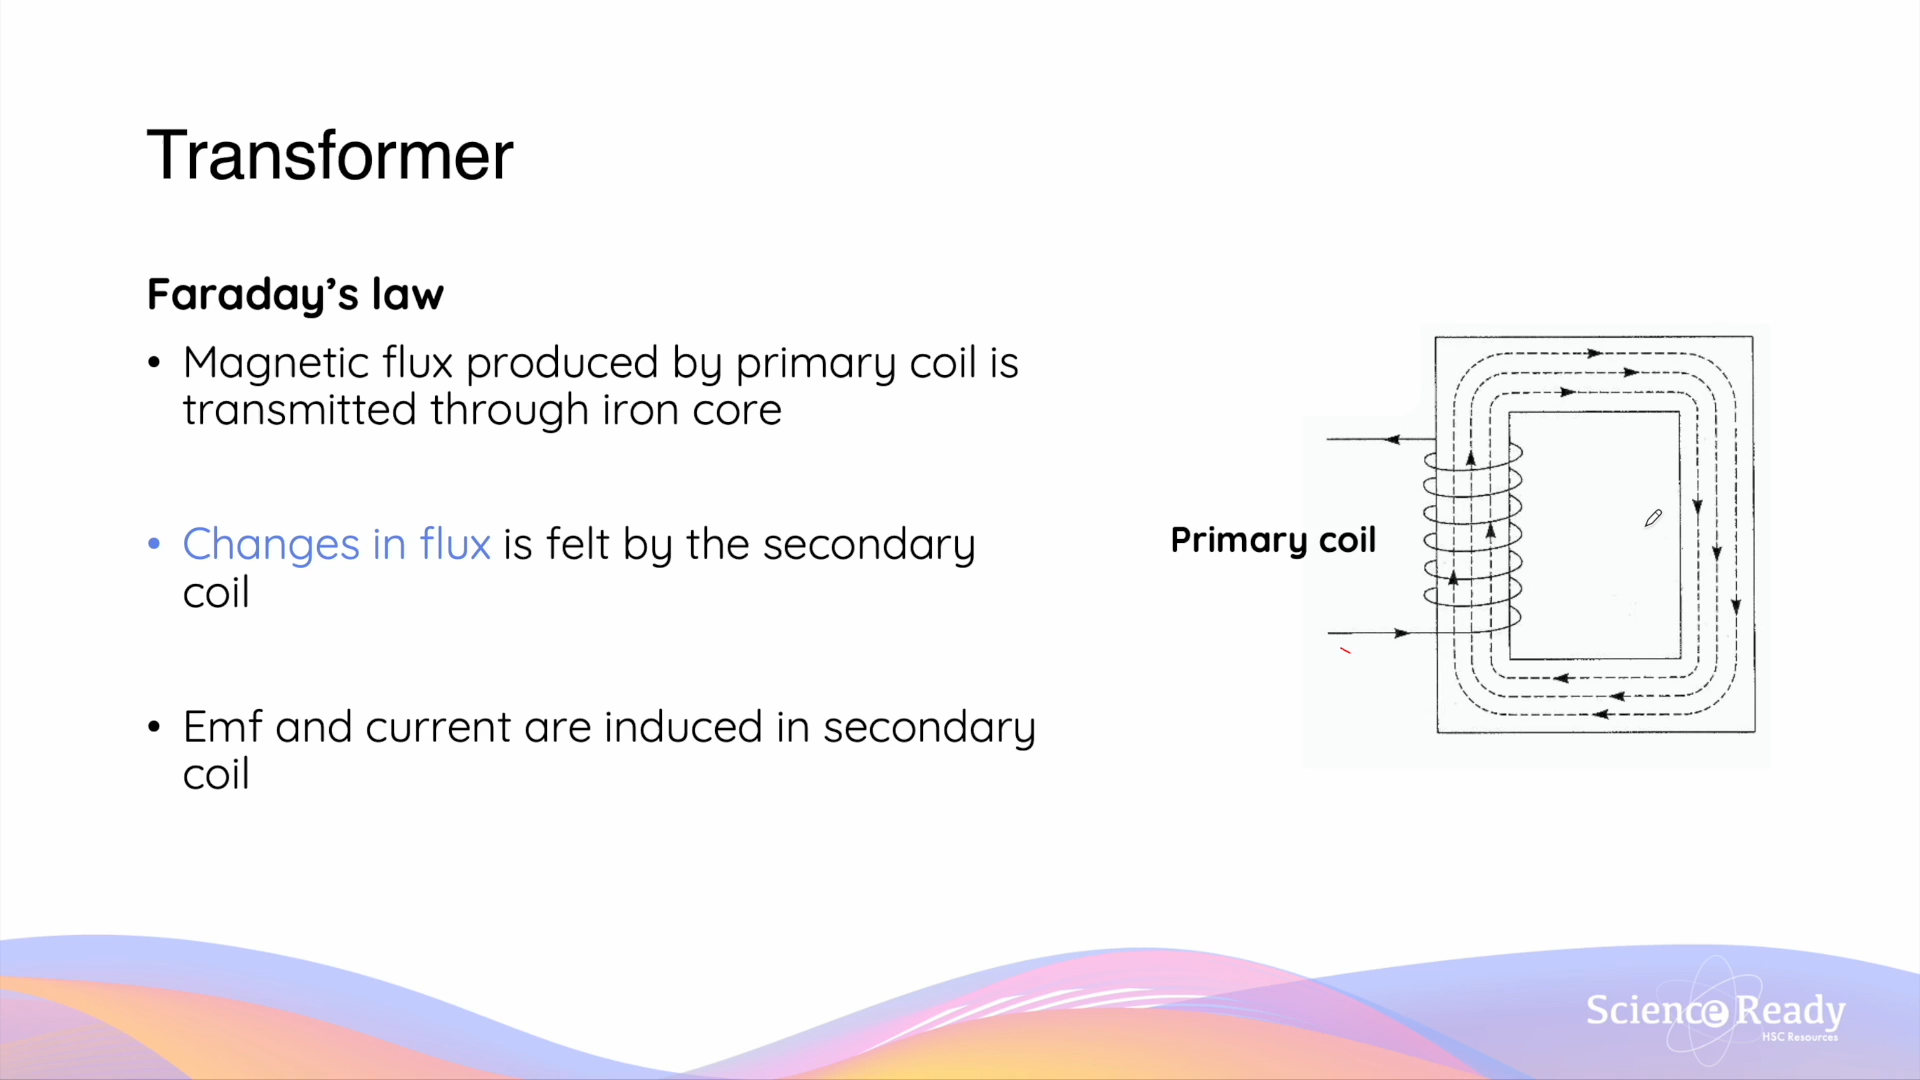 Transformer
Faraday’s law
• Magnetic flux produced by primary coil is
transmitted through iron core
• Changes in flux is felt by the secondary
coil
• Emf and current are induced in secondary
coil
Primary coil
Science Ready
HSC Resources